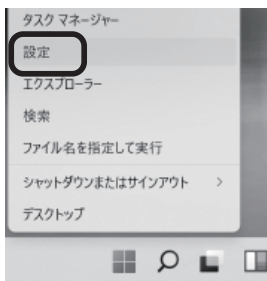 タスク マネージャー
設定
エクスプローラー
検索
ファイル名を指定して実行
シャットダウンまたはサインアウト
デスクトップ